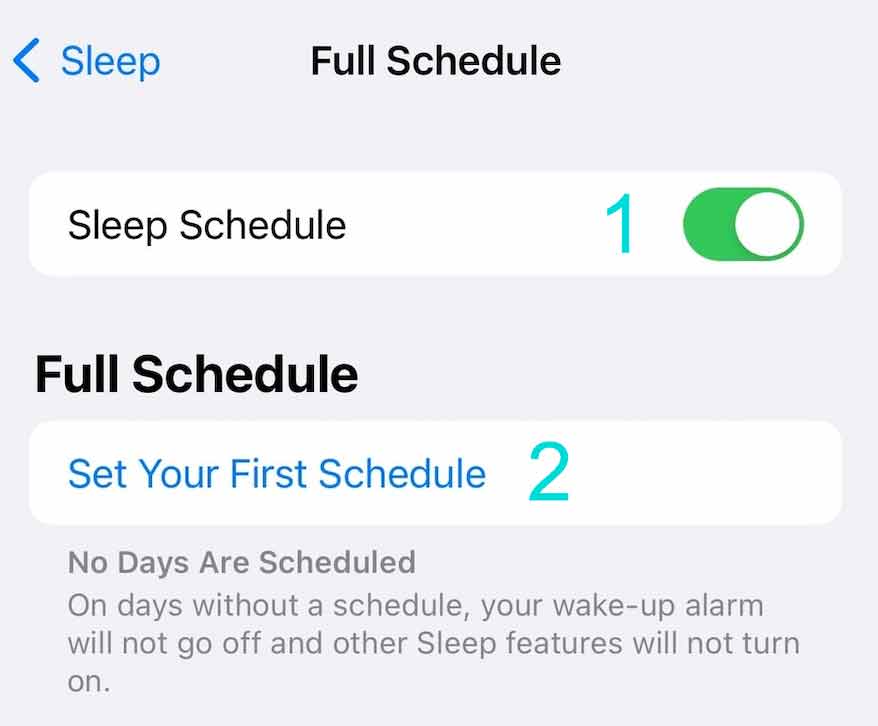 Sleep
Full Schedule
Sleep Schedule 1
Full Schedule
Set Your First Schedule 2
No Days Are Scheduled
On days without a schedule, your wake-up alarm
will not go off and other Sleep features will not turn
on.